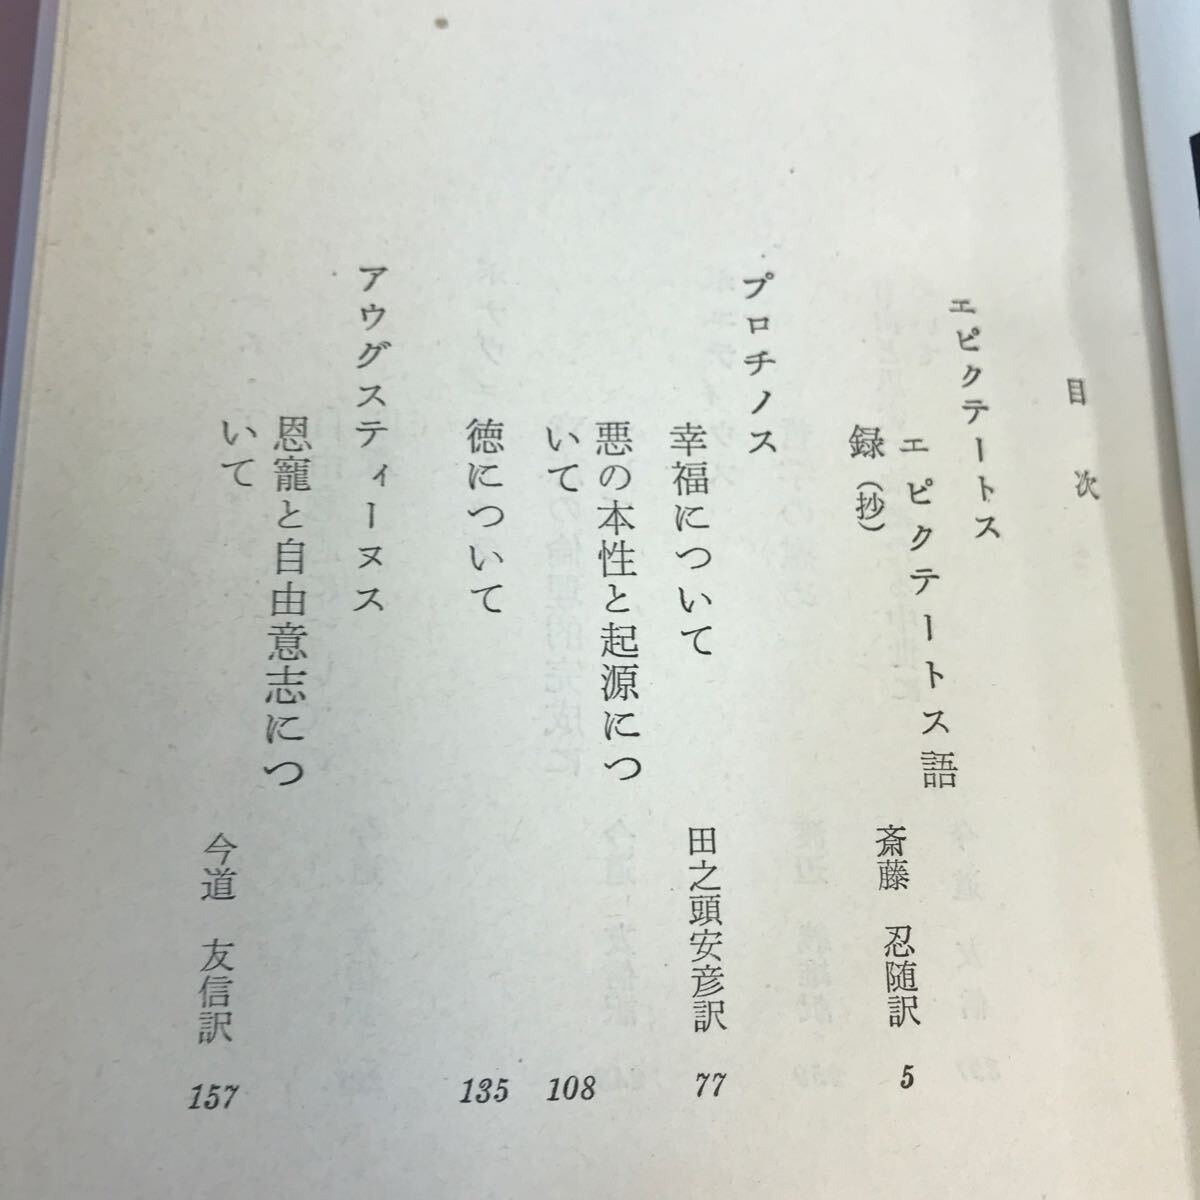 目次
エピクテートス
エピクテートス語
録（抄）
斎藤 忍随訳
5
プロチノス
幸福について
田之頭安彦訳
77
悪の本性と起源につ
いて
108
徳について
135
アウグスティーヌス
恩寵と自由意志につ
いて
今道 友信訳
157